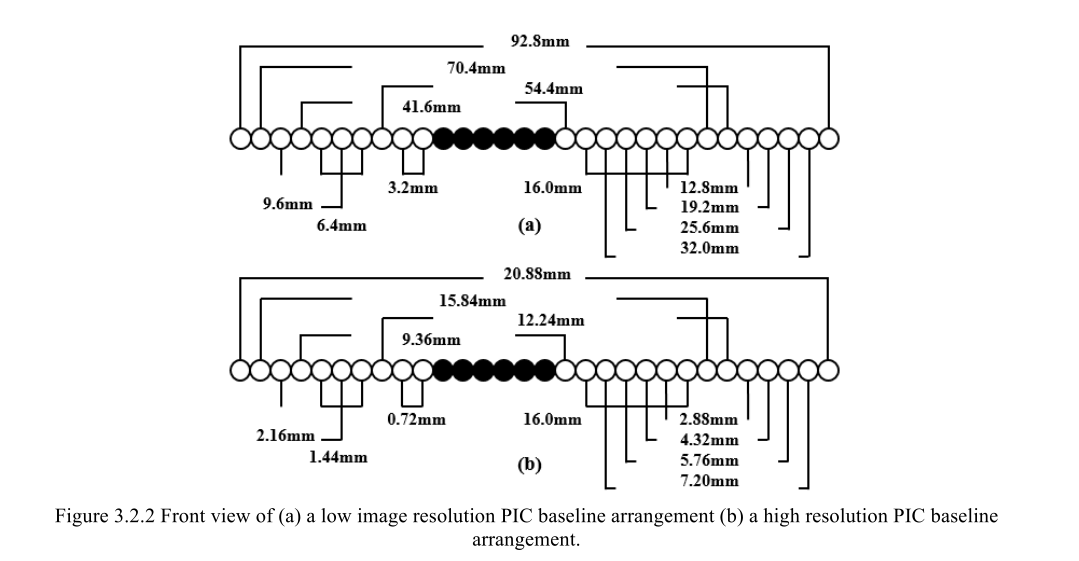 92.8mm
70.4mm
54.4mm
41.6mm
3.2mm
16.0mm
12.8mm
9.6mm
19.2mm
6.4mm
(a)
25.6mm
32.0mm
20.88mm
15.84mm
12.24mm
9.36mm
0.72mm
16.0mm
2.88mm
2.16mm
4.32mm
1.44mm
(b)
5.76mm
7.20mm
Figure 3.2.2 Front view of (a) a low image resolution PIC baseline arrangement (b) a high resolution PIC baseline
arrangement.